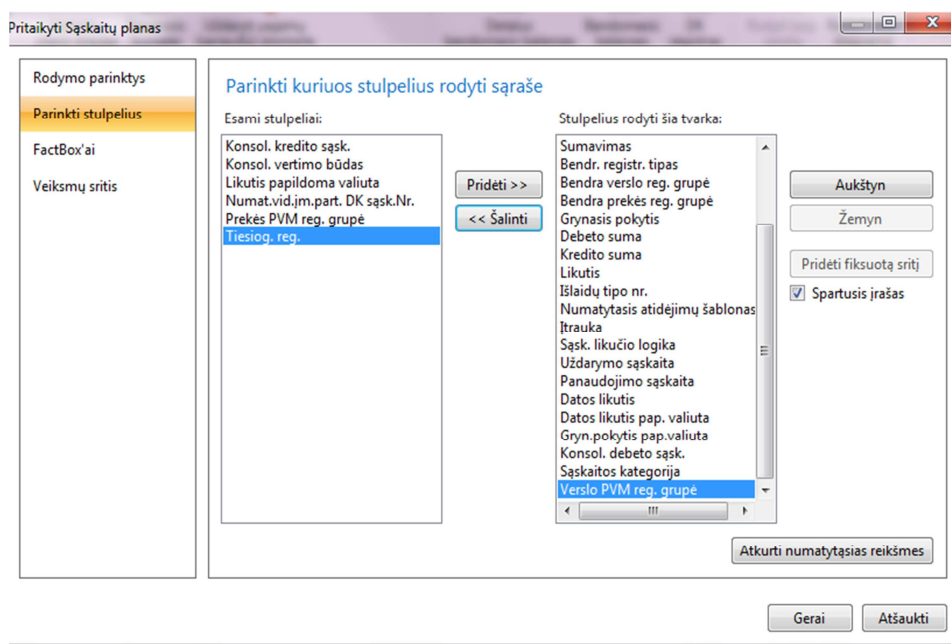 Pritaikyti Sąskaitų planas
Rodymo parinktys
Parinkti stulpelius
FactBox'ai
Veiksmų sritis
Parinkti kuriuos stulpelius rodyti sąraše
Esami stulpeliai:
Konsol. kredito sąsk.
Konsol. vertimo būdas
Likutis papildoma valiuta
Numat.vid.įm.part. DK sąsk.Nr.
Prekės PVM reg. grupė
Tiesiog. reg.
Pridėti >>
<< Šalinti
Stulpelius rodyti šia tvarka:
Sumavimas
Bendr. registr. tipas
Bendra verslo reg. grupė
Bendra prekės reg. grupė
Grynasis pokytis
Debeto suma
Kredito suma
Likutis
Išlaidų tipo nr.
Numatytasis atidėjimų šablonas
Įtrauka
Sąsk. likučio logika
Uždarymo sąskaita
Panaudojimo sąskaita
Datos likutis
Datos likutis pap. valiuta
Gryn.pokytis pap.valiuta
Konsol. debeto sąsk.
Sąskaitos kategorija
Verslo PVM reg. grupė
Aukštyn
Žemyn
Pridėti fiksuotą sritį
Spartusis įrašas
Atkurti numatytąsias reikšmes
Gerai
Atšaukti